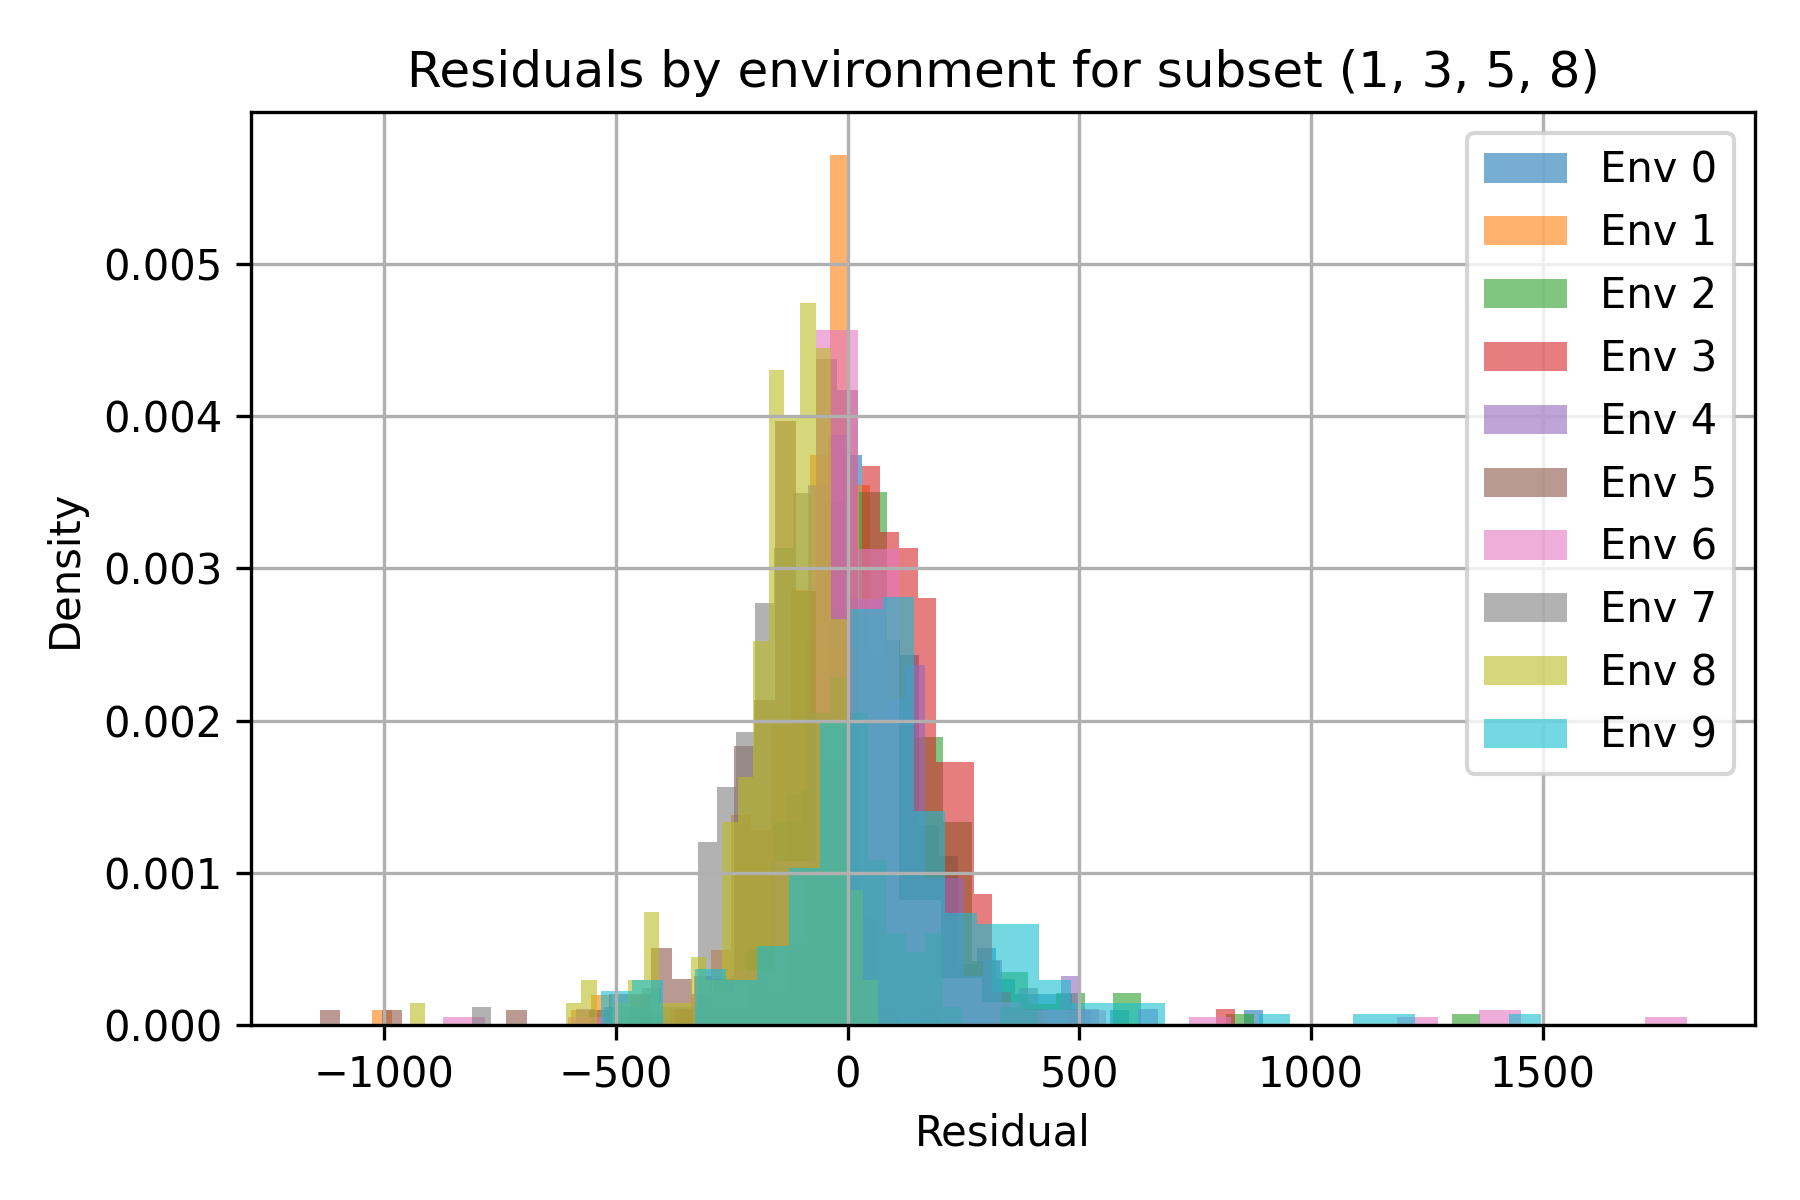 Residuals by environment for subset (1, 3, 5, 8)
Env 0
Env 1
Env 2
Env 3
Env 4
Env 5
Env 6
Env 7
Env 8
Env 9
0.005
0.004
0.003
0.002
0.001
0.000
Density
−1000
−500
0
500
1000
1500
Residual